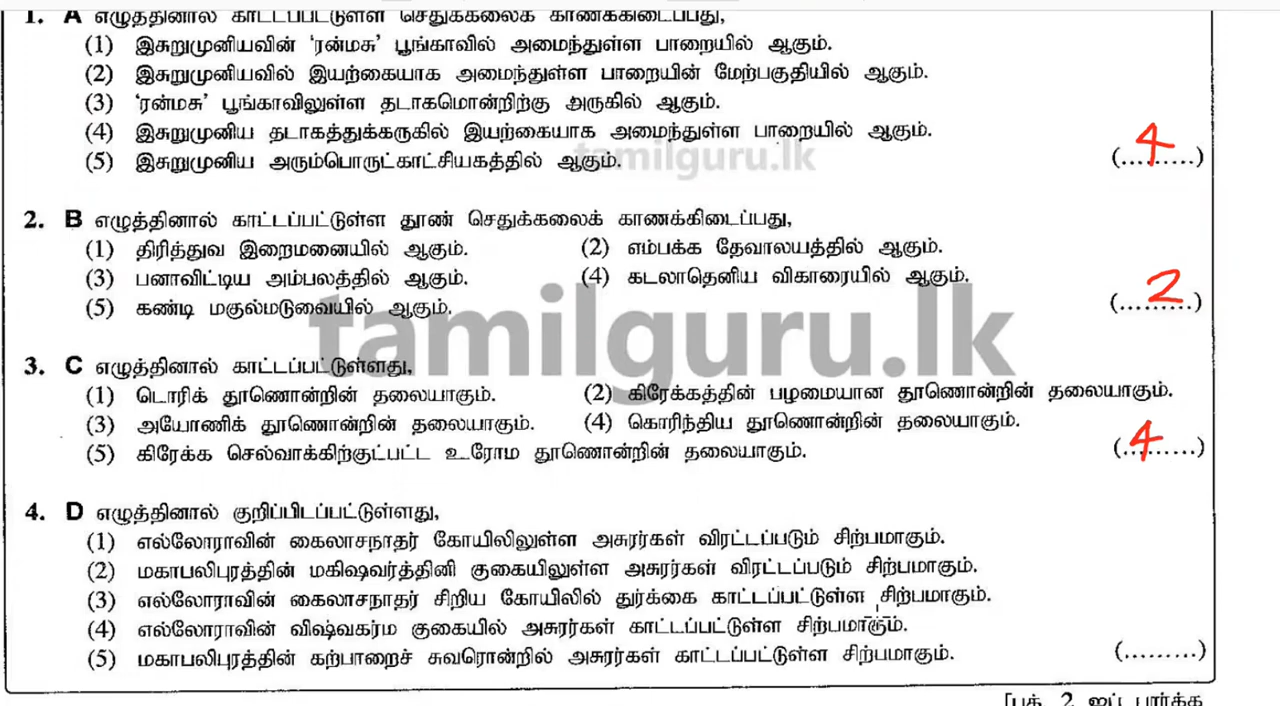 1. A எழுத்தினால் காட்டப்பட்டுள்ள செதுக்கலைக் காணக்கிடைப்பது,
(1) இசுறுமுனியவின் ‘ரன்மசு’ பூங்காவில் அமைந்துள்ள பாறையில் ஆகும்.
(2) இசுறுமுனியவில் இயற்கையாக அமைந்துள்ள பாறையின் மேற்பகுதியில் ஆகும்.
(3) ‘ரன்மசு’ பூங்காவிலுள்ள தடாகமொன்றிற்கு அருகில் ஆகும்.
(4) இசுறுமுனிய தடாகத்துக்கருகில் இயற்கையாக அமைந்துள்ள பாறையில் ஆகும்.
(5) இசுறுமுனிய அரும்பொருட்காட்சியகத்தில் ஆகும். (....4....)
tamilguru.lk
2. B எழுத்தினால் காட்டப்பட்டுள்ள தூண் செதுக்கலைக் காணக்கிடைப்பது,
(1) திரித்துவ இறைமனையில் ஆகும். (2) எம்பக்க தேவாலயத்தில் ஆகும்.
(3) பனாவிட்டிய அம்பலத்தில் ஆகும். (4) கடலாதெனிய விகாரையில் ஆகும்.
(5) கண்டி மகுல்மடுவையில் ஆகும். (....2....)
tamilguru.lk
3. C எழுத்தினால் காட்டப்பட்டுள்ளது,
(1) டொரிக் தூணொன்றின் தலையாகும். (2) கிரேக்கத்தின் பழமையான தூணொன்றின் தலையாகும்.
(3) அயோணிக் தூணொன்றின் தலையாகும். (4) கொரிந்திய தூணொன்றின் தலையாகும்.
(5) கிரேக்க செல்வாக்கிற்குட்பட்ட உரோம தூணொன்றின் தலையாகும். (..4......)
4. D எழுத்தினால் குறிப்பிடப்பட்டுள்ளது,
(1) எல்லோராவின் கைலாசநாதர் கோயிலிலுள்ள அசுரர்கள் விரட்டப்படும் சிற்பமாகும்.
(2) மகாபலிபுரத்தின் மகிஷவர்த்தினி குகையிலுள்ள அசுரர்கள் விரட்டப்படும் சிற்பமாகும்.
(3) எல்லோராவின் கைலாசநாதர் சிறிய கோயிலில் துர்க்கை காட்டப்பட்டுள்ள சிற்பமாகும்.
(4) எல்லோராவின் விஷ்வகர்ம குகையில் அசுரர்கள் காட்டப்பட்டுள்ள சிற்பமாகும்.
(5) மகாபலிபுரத்தின் கற்பாறைச் சுவரொன்றில் அசுரர்கள் காட்டப்பட்டுள்ள சிற்பமாகும். (.........)
[பக். 2 ஐப் பார்க்க